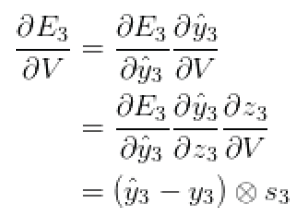 ∂E₃/∂V = ∂E₃/∂ŷ₃ ∂ŷ₃/∂V
= ∂E₃/∂ŷ₃ ∂ŷ₃/∂z₃ ∂z₃/∂V
= (ŷ₃ − y₃) ⊗ s₃